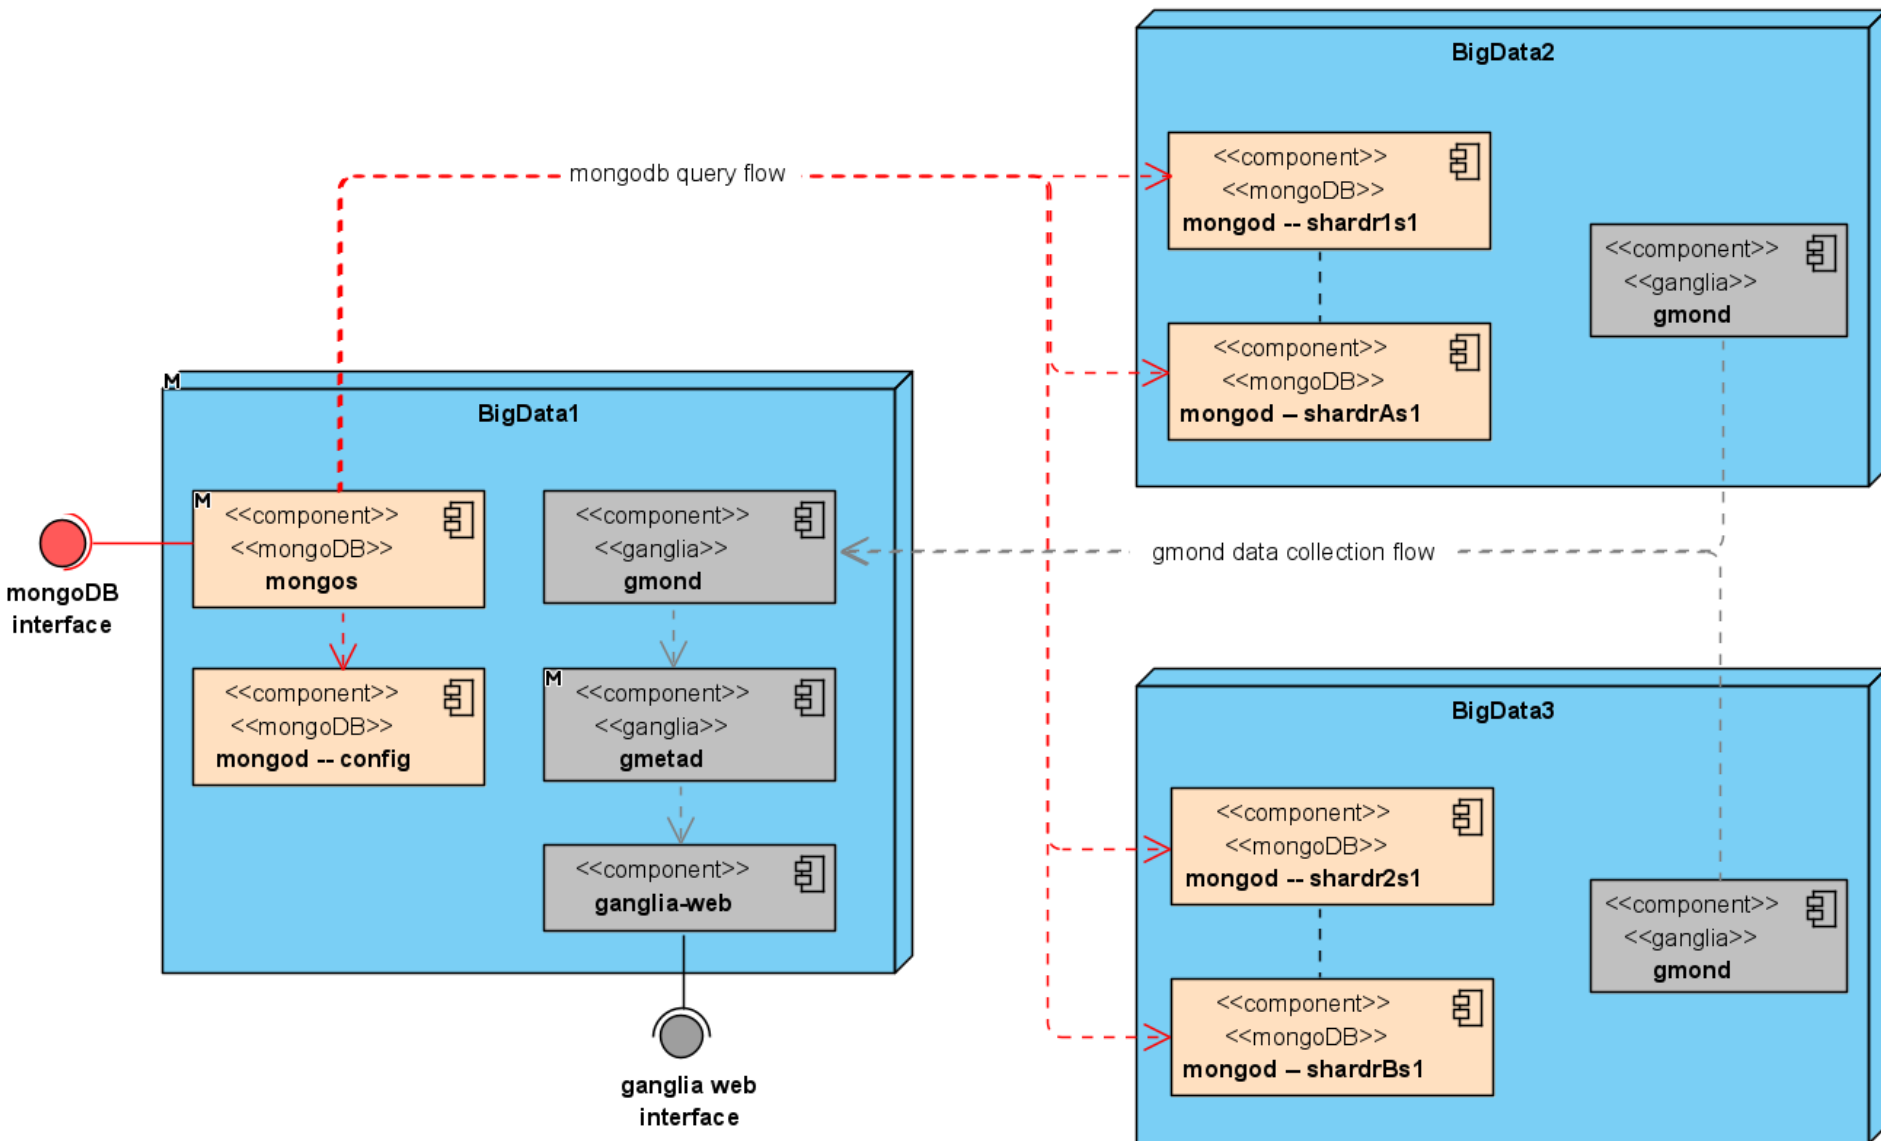 BigData2
<<component>>
<<mongoDB>>
mongod -- shardr1s1
<<component>>
<<ganglia>>
gmond
<<component>>
<<mongoDB>>
mongod – shardrAs1
mongodb query flow
M
BigData1
M
<<component>>
<<mongoDB>>
mongos
<<component>>
<<ganglia>>
gmond
gmond data collection flow
mongoDB
interface
<<component>>
<<mongoDB>>
mongod -- config
M
<<component>>
<<ganglia>>
gmetad
<<component>>
ganglia-web
ganglia web
interface
BigData3
<<component>>
<<mongoDB>>
mongod -- shardr2s1
<<component>>
<<ganglia>>
gmond
<<component>>
<<mongoDB>>
mongod – shardrBs1